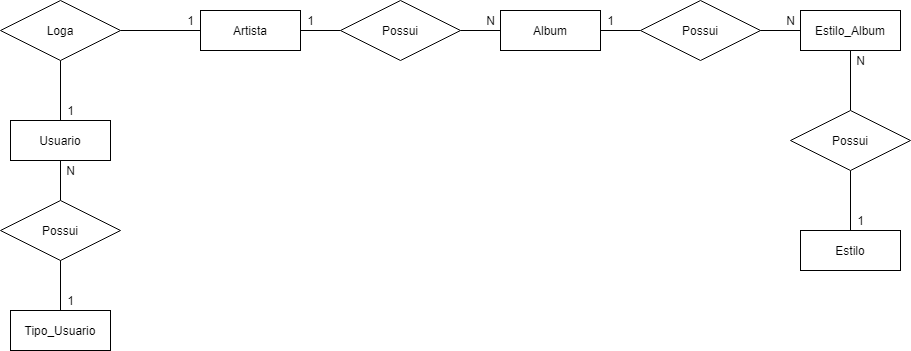 Loga
1
Artista
1
Possui
N
Album
1
Possui
N
Estilo_Album
N
1
Usuario
Possui
N
Possui
1
Estilo
1
Tipo_Usuario